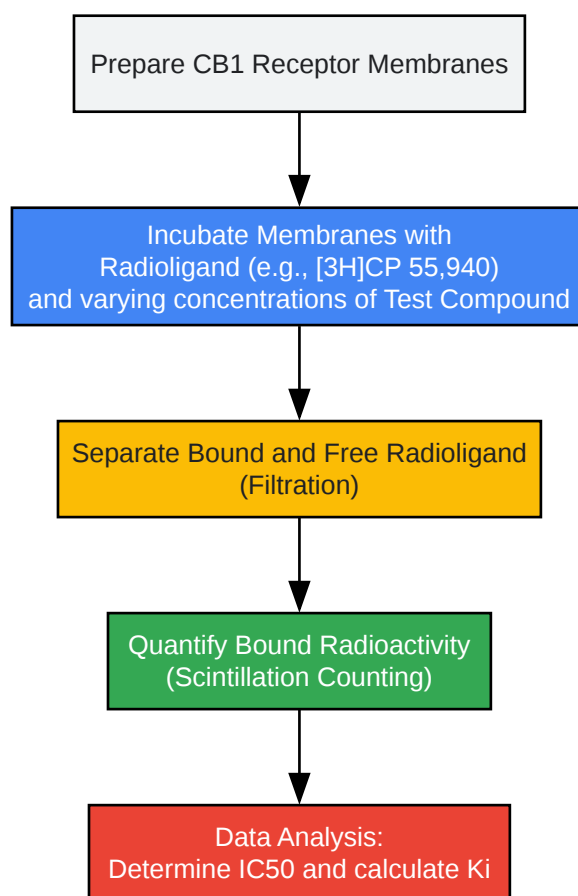 Prepare CB1 Receptor Membranes
Incubate Membranes with
Radioligand (e.g., [3H]CP 55,940)
and varying concentrations of Test Compound
Separate Bound and Free Radioligand
(Filtration)
Quantify Bound Radioactivity
(Scintillation Counting)
Data Analysis:
Determine IC50 and calculate Ki